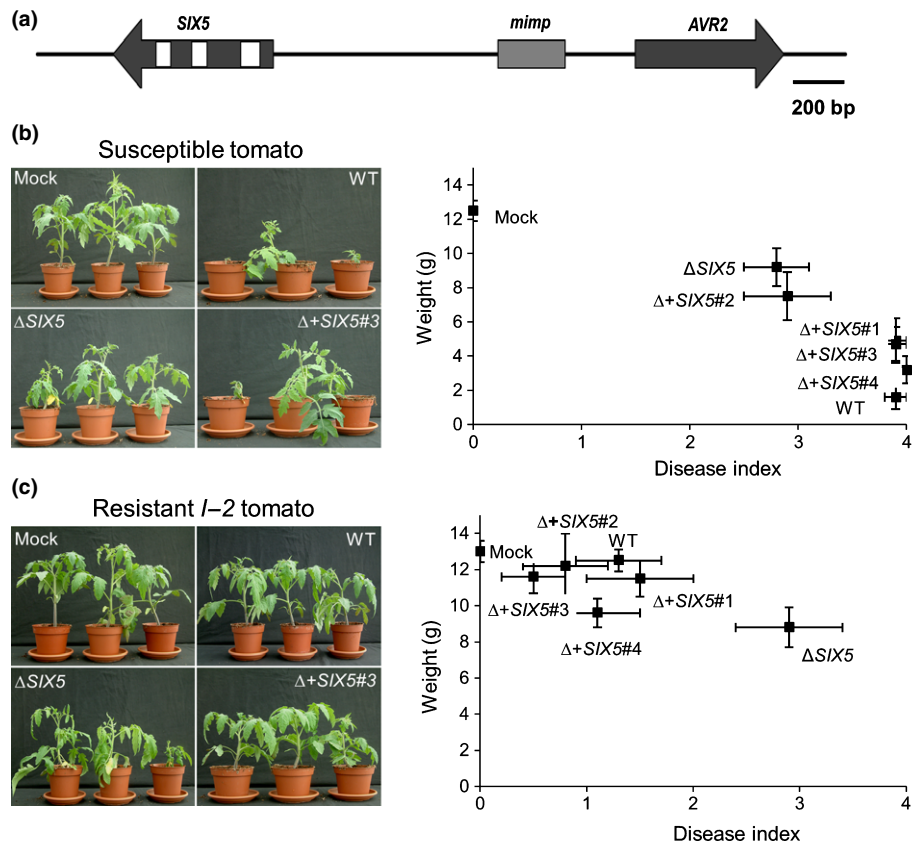 (a)
SIX5 mimp AVR2
200 bp
(b)
Susceptible tomato
Mock WT
ΔSIX5 Δ+SIX5#3
Weight (g)
14
12
10
8
6
4
2
0
Mock
ΔSIX5
Δ+SIX5#2
Δ+SIX5#1
Δ+SIX5#3
Δ+SIX5#4
WT
0 1 2 3 4
Disease index
(c)
Resistant I–2 tomato
Mock WT
ΔSIX5 Δ+SIX5#3
Weight (g)
14
12
10
8
6
4
2
0
Δ+SIX5#2
WT
Mock
Δ+SIX5#3
Δ+SIX5#1
Δ+SIX5#4
ΔSIX5
0 1 2 3 4
Disease index